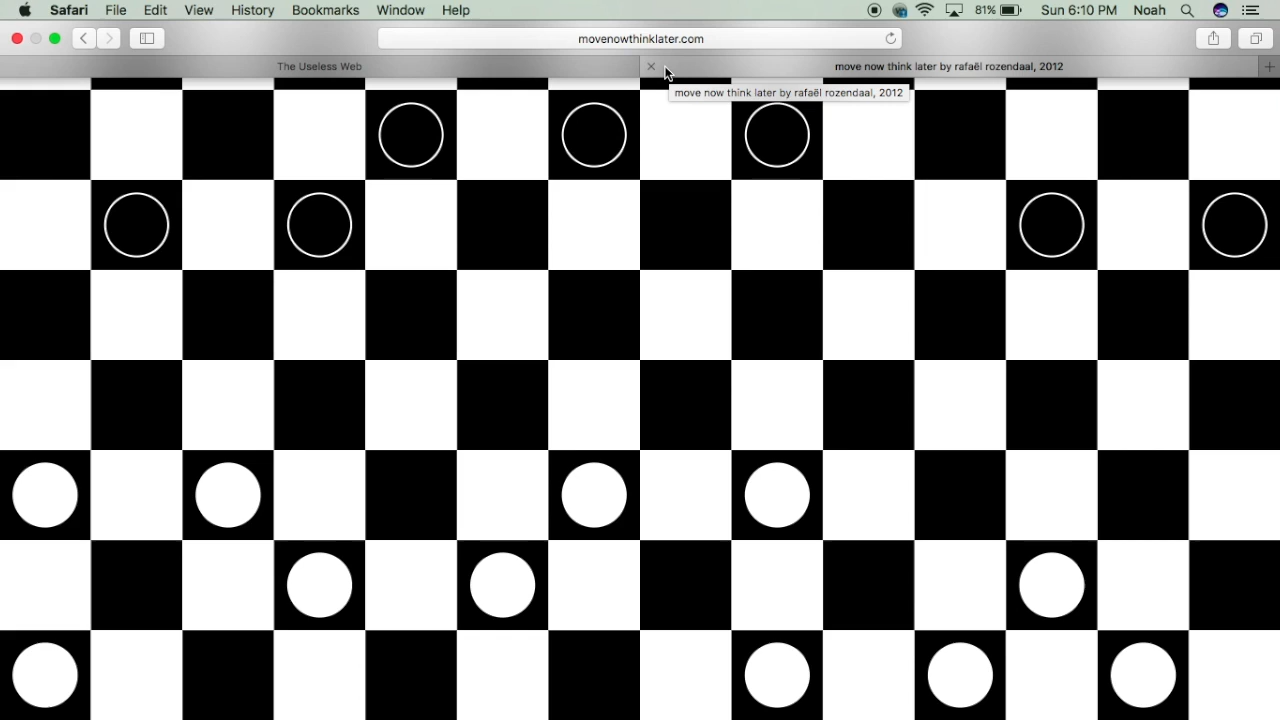 Safari File Edit View History Bookmarks Window Help 81% Sun 6:10 PM Noah
movenowthinklater.com
The Useless Web move now think later by rafaël rozendaal, 2012
move now think later by rafaël rozendaal, 2012